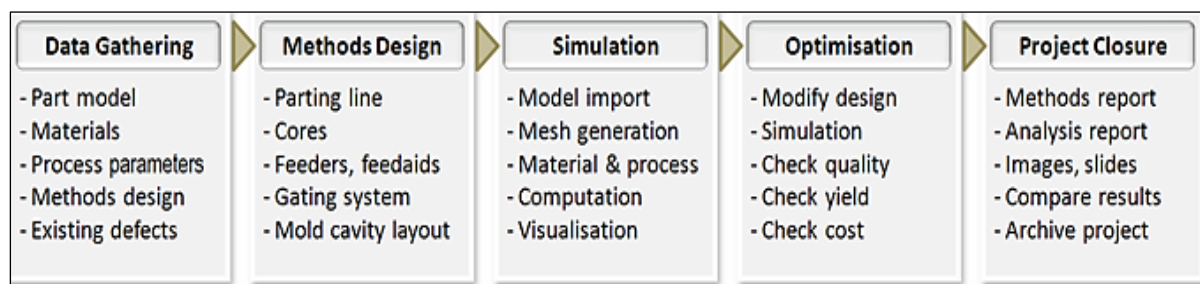 Data Gathering
- Part model
- Materials
- Process parameters
- Methods design
- Existing defects
Methods Design
- Parting line
- Cores
- Feeders, feedaids
- Gating system
- Mold cavity layout
Simulation
- Model import
- Mesh generation
- Material & process
- Computation
- Visualisation
Optimisation
- Modify design
- Simulation
- Check quality
- Check yield
- Check cost
Project Closure
- Methods report
- Analysis report
- Images, slides
- Compare results
- Archive project